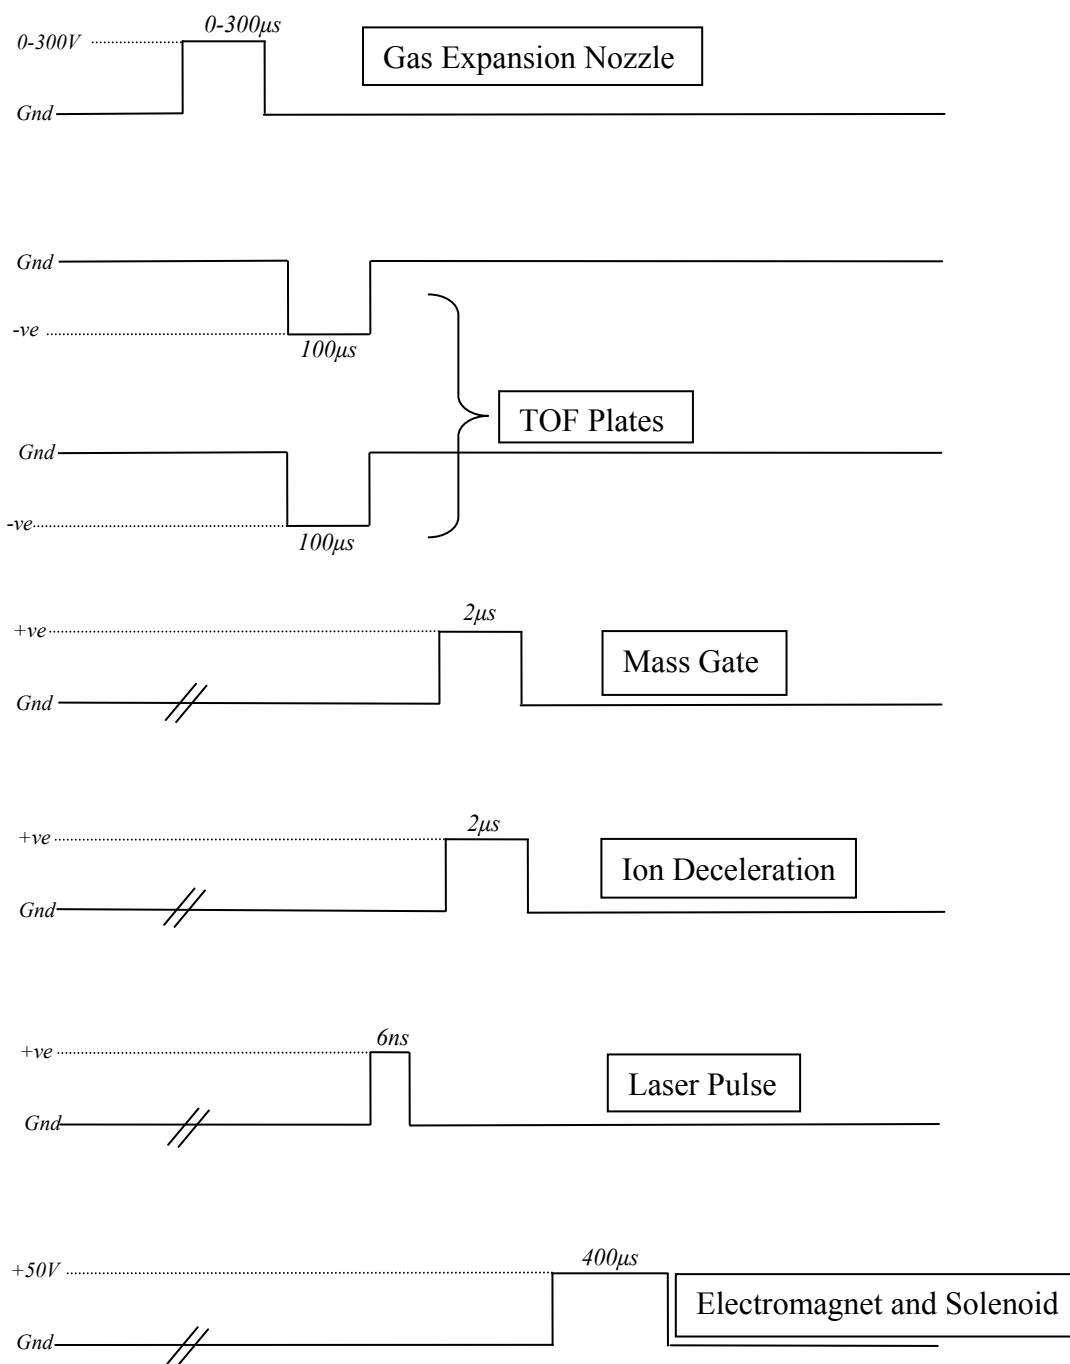 0-300µs
0-300V
Gas Expansion Nozzle
Gnd
Gnd
-ve
100µs
TOF Plates
Gnd
-ve
100µs
2µs
+ve
Mass Gate
Gnd
2µs
+ve
Ion Deceleration
Gnd
6ns
+ve
Laser Pulse
Gnd
400µs
+50V
Electromagnet and Solenoid
Gnd